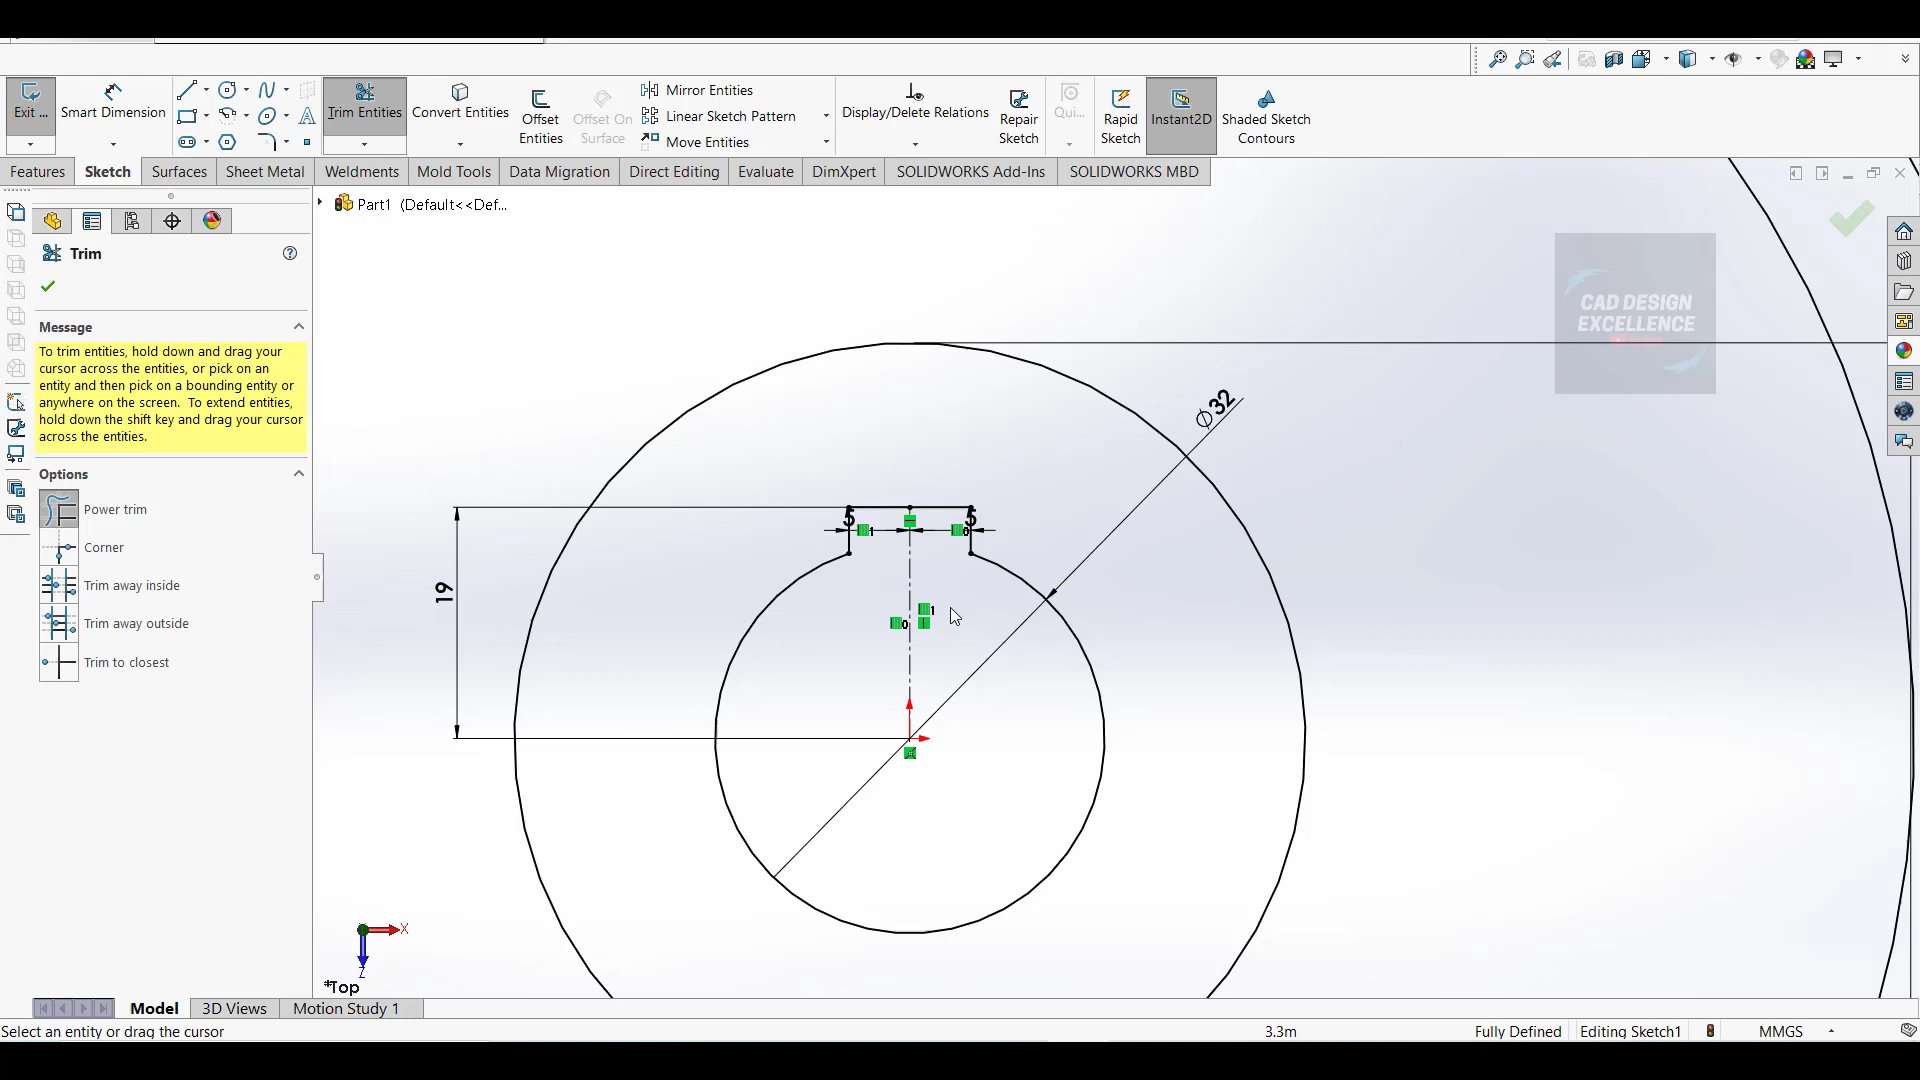 Exit ...
Smart Dimension
Trim Entities
Convert Entities
Offset
Entities
Offset On
Surface
Mirror Entities
Linear Sketch Pattern
Move Entities
Display/Delete Relations
Repair
Sketch
Qui...
Rapid
Sketch
Instant2D
Shaded Sketch
Contours
Features
Sketch
Surfaces
Sheet Metal
Weldments
Mold Tools
Data Migration
Direct Editing
Evaluate
DimXpert
SOLIDWORKS Add-Ins
SOLIDWORKS MBD
Part1 (Default<<Def...
Trim
Message
To trim entities, hold down and drag your
cursor across the entities, or pick on an
entity and then pick on a bounding entity or
anywhere on the screen. To extend entities,
hold down the shift key and drag your cursor
across the entities.
Options
Power trim
Corner
Trim away inside
Trim away outside
Trim to closest
CAD DESIGN
EXCELLENCE
∅32
5
5
1
0
19
1
0
X
Z
*Top
Model
3D Views
Motion Study 1
Select an entity or drag the cursor
3.3m
Fully Defined
Editing Sketch1
MMGS